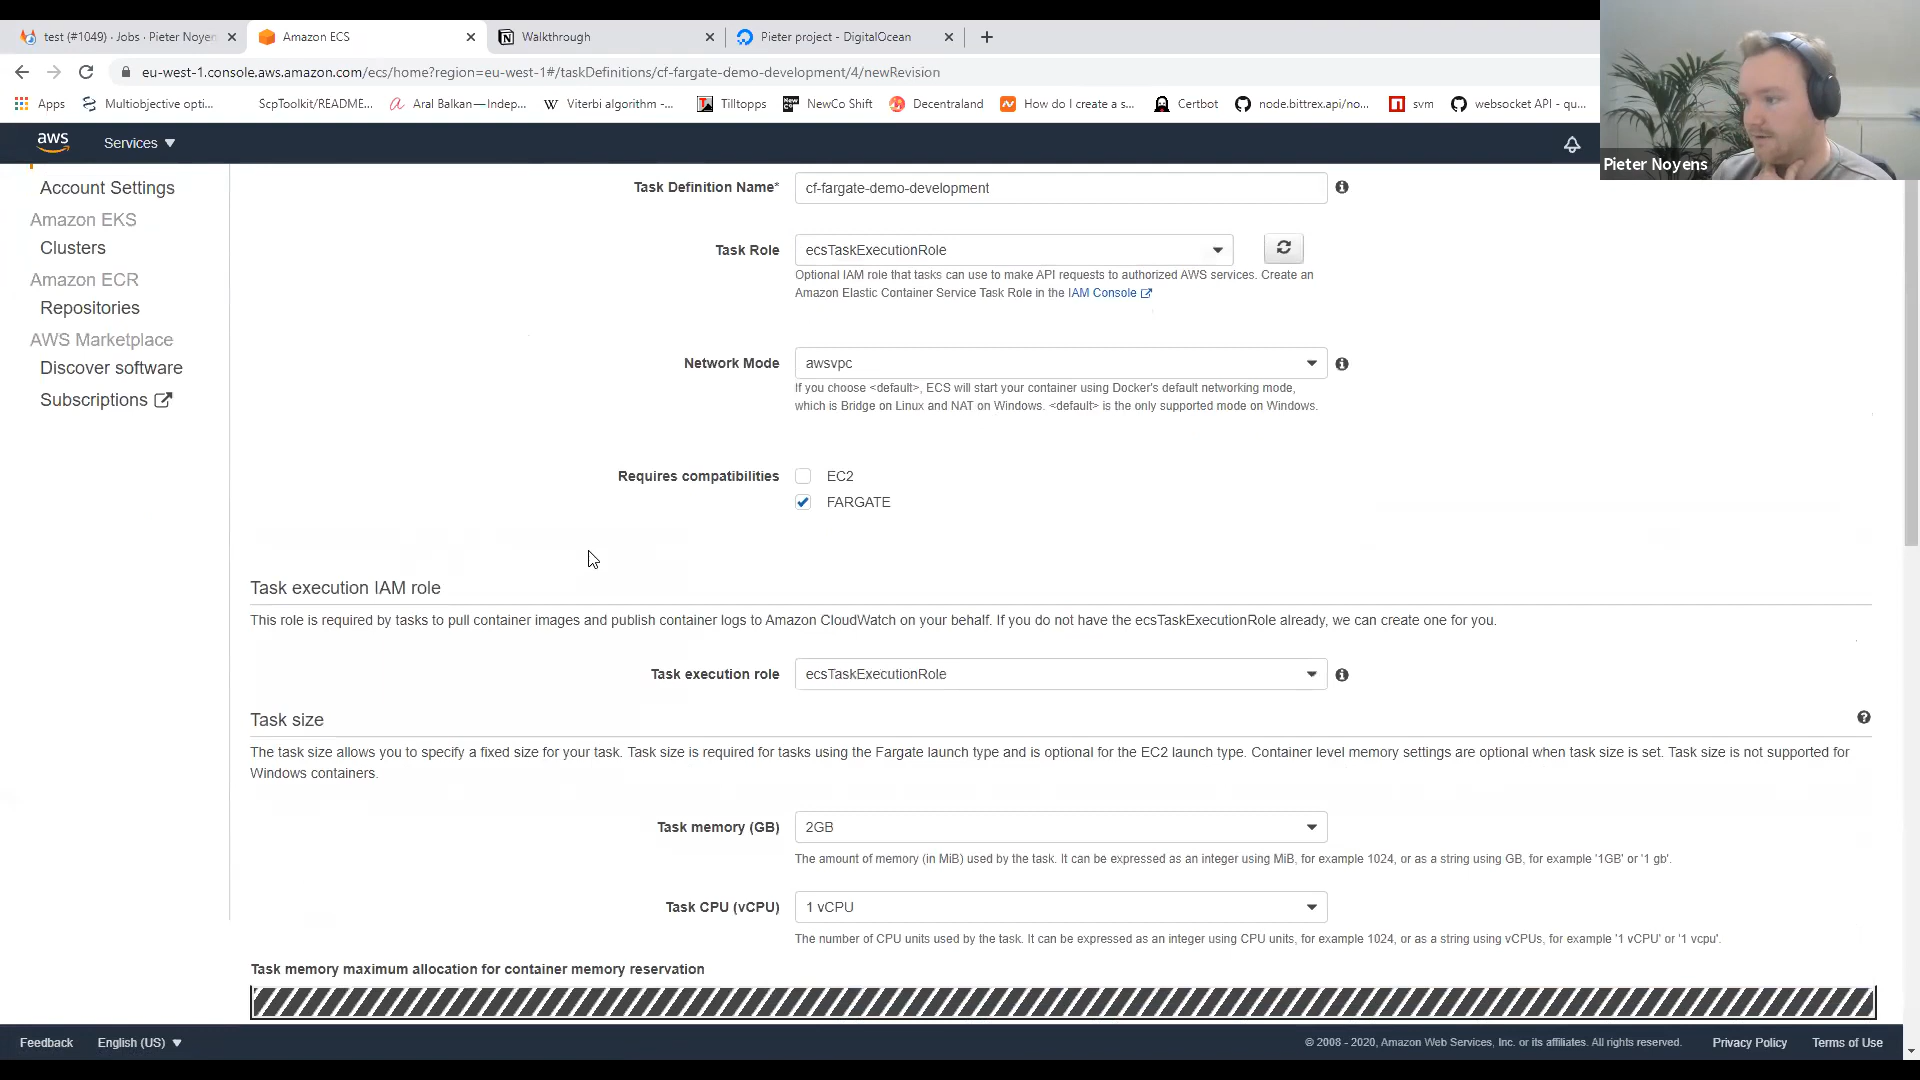 test (#1049) · Jobs · Pieter Noyen
Amazon ECS
Walkthrough
Pieter project - DigitalOcean
eu-west-1.console.aws.amazon.com/ecs/home?region=eu-west-1#/taskDefinitions/cf-fargate-demo-development/4/newRevision
Apps
Multiobjective opti...
ScpToolkit/README...
Aral Balkan — Indep...
Viterbi algorithm -...
Tilltopps
NewCo Shift
Decentraland
How do I create a s...
Certbot
node.bittrex.api/no...
svm
websocket API - qu...
aws
Services
Pieter Noyens
Account Settings
Amazon EKS
Clusters
Amazon ECR
Repositories
AWS Marketplace
Discover software
Subscriptions
Task Definition Name*
cf-fargate-demo-development
Task Role
ecsTaskExecutionRole
Optional IAM role that tasks can use to make API requests to authorized AWS services. Create an
Amazon Elastic Container Service Task Role in the IAM Console
Network Mode
awsvpc
If you choose <default>, ECS will start your container using Docker's default networking mode,
which is Bridge on Linux and NAT on Windows. <default> is the only supported mode on Windows.
Requires compatibilities
EC2
FARGATE
Task execution IAM role
This role is required by tasks to pull container images and publish container logs to Amazon CloudWatch on your behalf. If you do not have the ecsTaskExecutionRole already, we can create one for you.
Task execution role
ecsTaskExecutionRole
Task size
The task size allows you to specify a fixed size for your task. Task size is required for tasks using the Fargate launch type and is optional for the EC2 launch type. Container level memory settings are optional when task size is set. Task size is not supported for
Windows containers.
Task memory (GB)
2GB
The amount of memory (in MiB) used by the task. It can be expressed as an integer using MiB, for example 1024, or as a string using GB, for example '1GB' or '1 gb'.
Task CPU (vCPU)
1 vCPU
The number of CPU units used by the task. It can be expressed as an integer using CPU units, for example 1024, or as a string using vCPUs, for example '1 vCPU' or '1 vcpu'.
Task memory maximum allocation for container memory reservation
Feedback
English (US)
© 2008 - 2020, Amazon Web Services, Inc. or its affiliates. All rights reserved.
Privacy Policy
Terms of Use